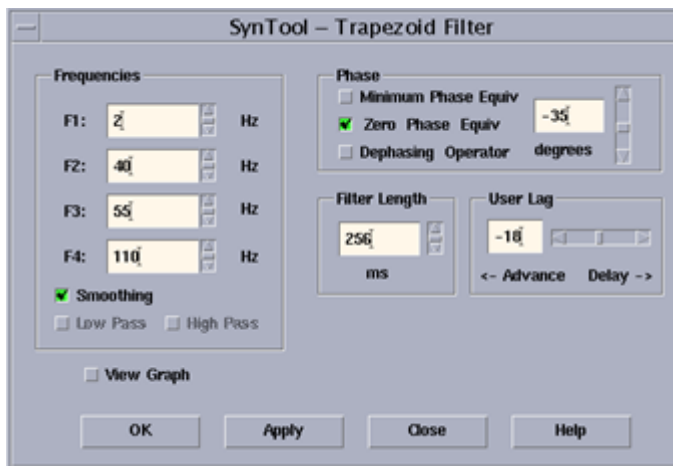 SynTool – Trapezoid Filter
Frequencies
F1: 2 Hz
F2: 40 Hz
F3: 55 Hz
F4: 110 Hz
Smoothing
Low Pass High Pass
View Graph
Phase
Minimum Phase Equiv
Zero Phase Equiv
Dephasing Operator
-35
degrees
Filter Length
256
ms
User Lag
-18
<- Advance Delay ->
OK Apply Close Help